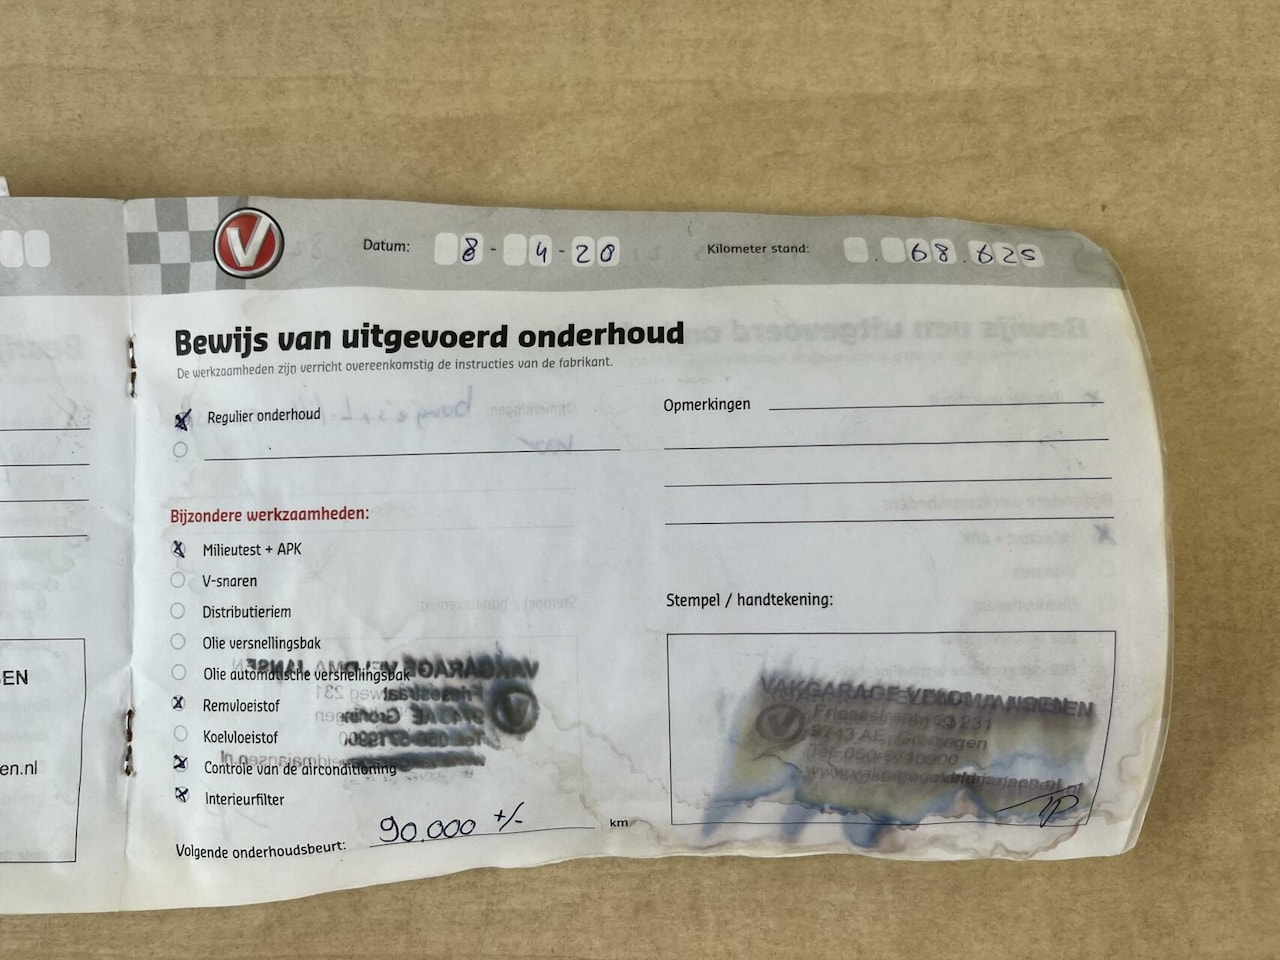 V
Datum: 8-4-20
Kilometer stand: 68.625
Bewijs van uitgevoerd onderhoud
De werkzaamheden zijn verricht overeenkomstig de instructies van de fabrikant.
Regulier onderhoud
Opmerkingen
Bijzondere werkzaamheden:
Milieutest + APK
V-snaren
Distributieriem
Olie versnellingsbak
Olie automatische versnellingsbak
Remvloeistof
Koelvloeistof
Controle van de airconditioning
Interieurfilter
Volgende onderhoudsbeurt: 90.000 +/- km
Stempel / handtekening:
VAKGARAGE
Friesestraatweg 231
9743 AE Groningen
EN
en.nl